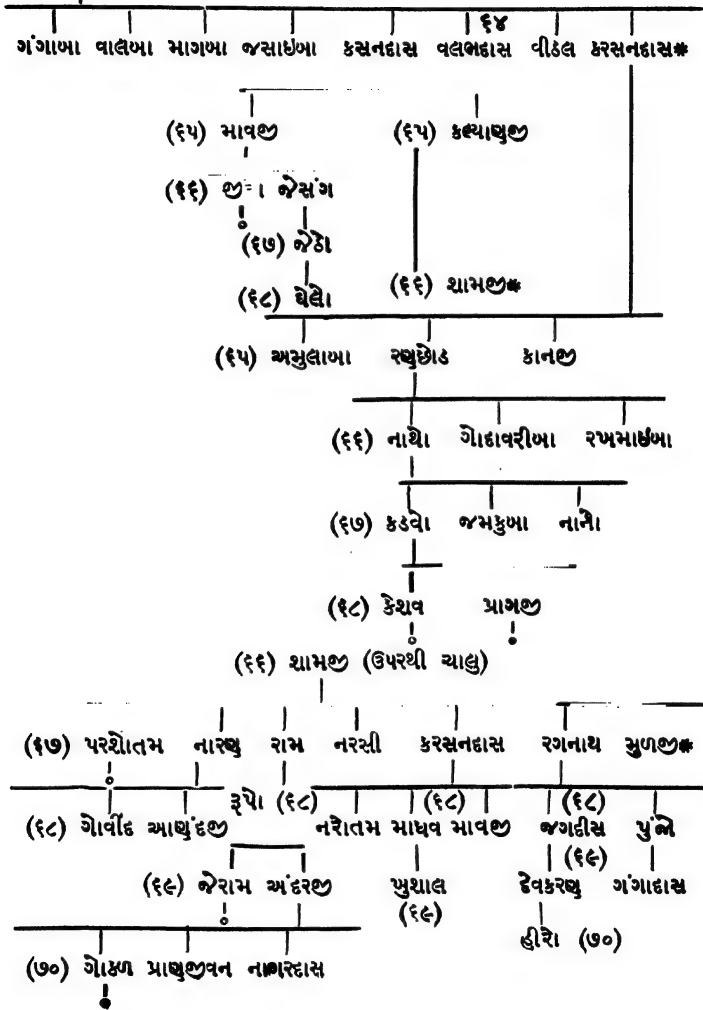 ૬૪
ગંગાબા વાલબા માગબા જસાઇબા કસનદાસ વલભદાસ વીઠલ કરસનદાસ*
(૬૫) માવજી (૬૫) કલ્યાણજી
(૬૬) જેસંગ
(૬૭) જેઠો
(૬૬) શામજી*
(૬૮) ઘેલો
(૬૫) અમુલાબા રણછોડ કાનજી
(૬૬) નાથો ગોદાવરીબા રખમાઇબા
(૬૭) કડવો જમકુબા નાનો
(૬૮) કેશવ પ્રાગજી
(૬૬) શામજી (ઉપરથી ચાલુ)
(૬૭) પરશોતમ નારણ રામ નરસી કરસનદાસ રગનાથ મુળજી*
રૂપો (૬૮) (૬૮) (૬૮)
(૬૮) ગોવીંદ આણંદજી નરોતમ માધવ માવજી જગદીસ પુંજો
(૬૯)
(૬૯) જેરામ અંદરજી ખુશાલ દેવકરણ ગંગાદાસ
(૬૯)
હીરો (૭૦)
(૭૦) ગોકળ પ્રાણજીવન નાગરદાસ